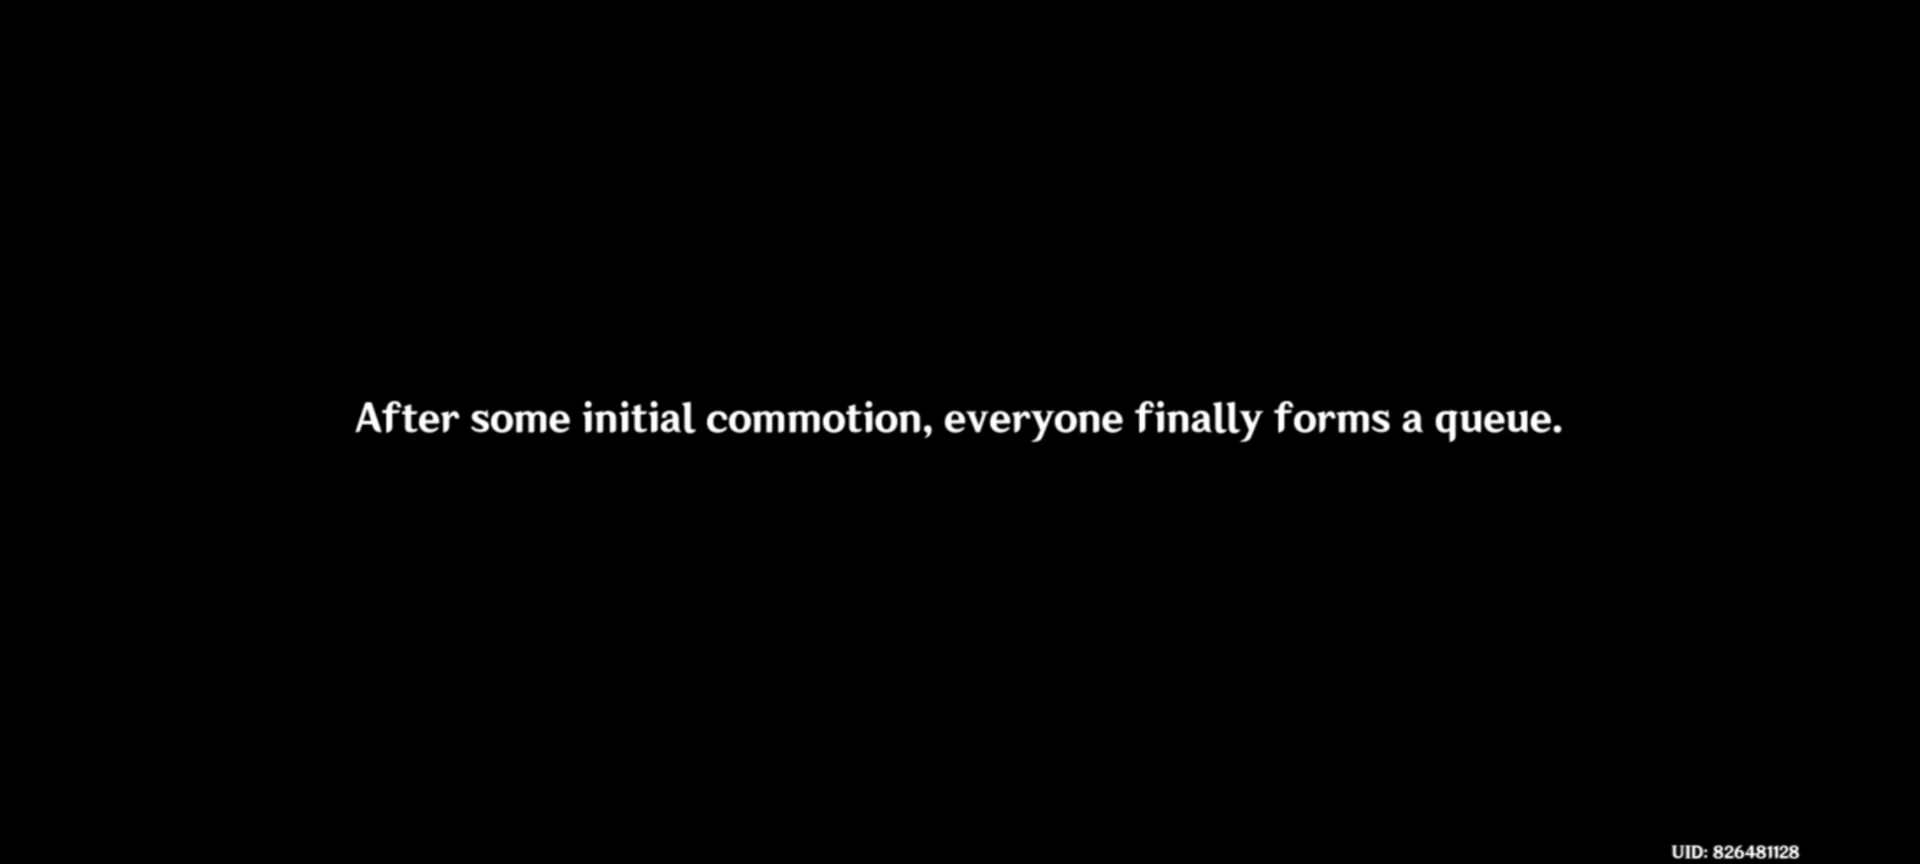 After some initial commotion, everyone finally forms a queue.
UID: 826481128